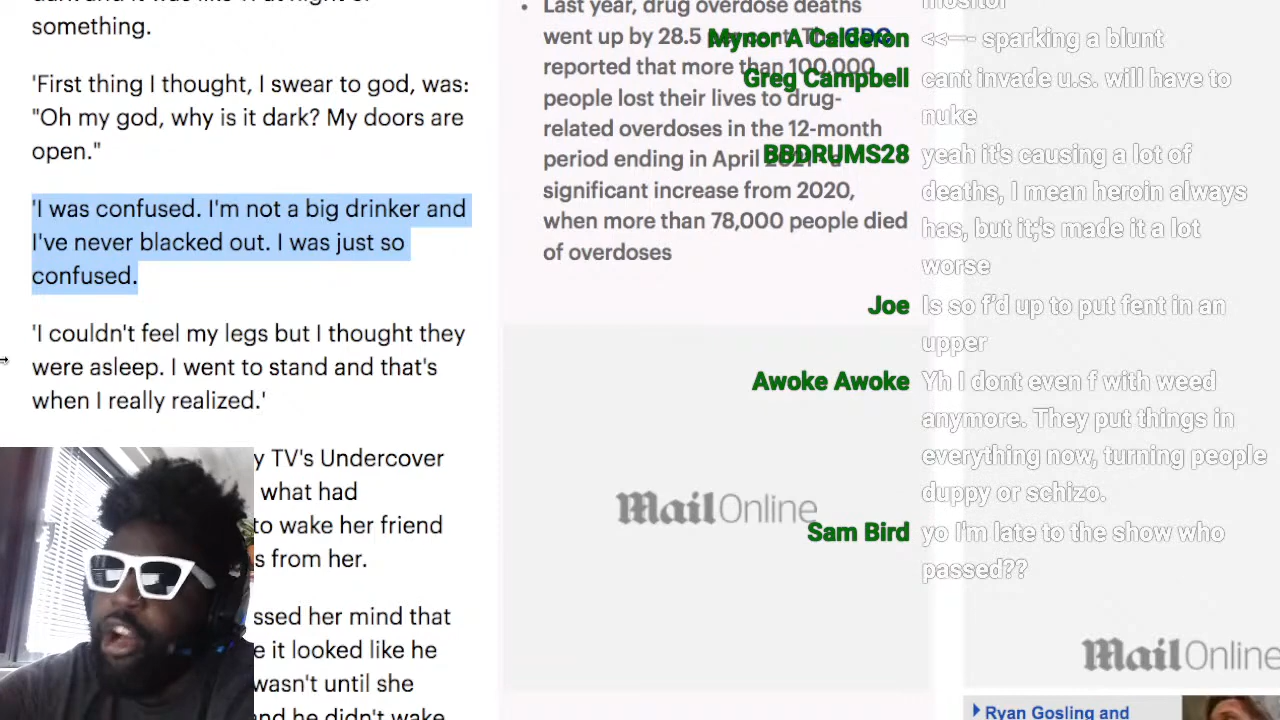 something.
'First thing I thought, I swear to god, was:
"Oh my god, why is it dark? My doors are
open."
'I was confused. I'm not a big drinker and
I've never blacked out. I was just so
confused.
'I couldn't feel my legs but I thought they
were asleep. I went to stand and that's
when I really realized.'
y TV's Undercover
what had
to wake her friend
s from her.
ssed her mind that
e it looked like he
wasn't until she
and he didn't wake
Last year, drug overdose deaths
went up by 28.5
reported that more than 100,000
people lost their lives to drug-
related overdoses in the 12-month
period ending in April
significant increase from 2020,
when more than 78,000 people died
of overdoses
MailOnline
Mynor A Calderon <<—- sparking a blunt
Greg Campbell cant invade u.s. will have to
nuke
BBDRUMS28 yeah it's causing a lot of
deaths, I mean heroin always
has, but it;'s made it a lot
worse
Joe Is so f'd up to put fent in an
upper
Awoke Awoke Yh I dont even f with weed
anymore. They put things in
everything now, turning people
duppy or schizo.
Sam Bird yo I'm late to the show who
passed??
MailOnline
Ryan Gosling and